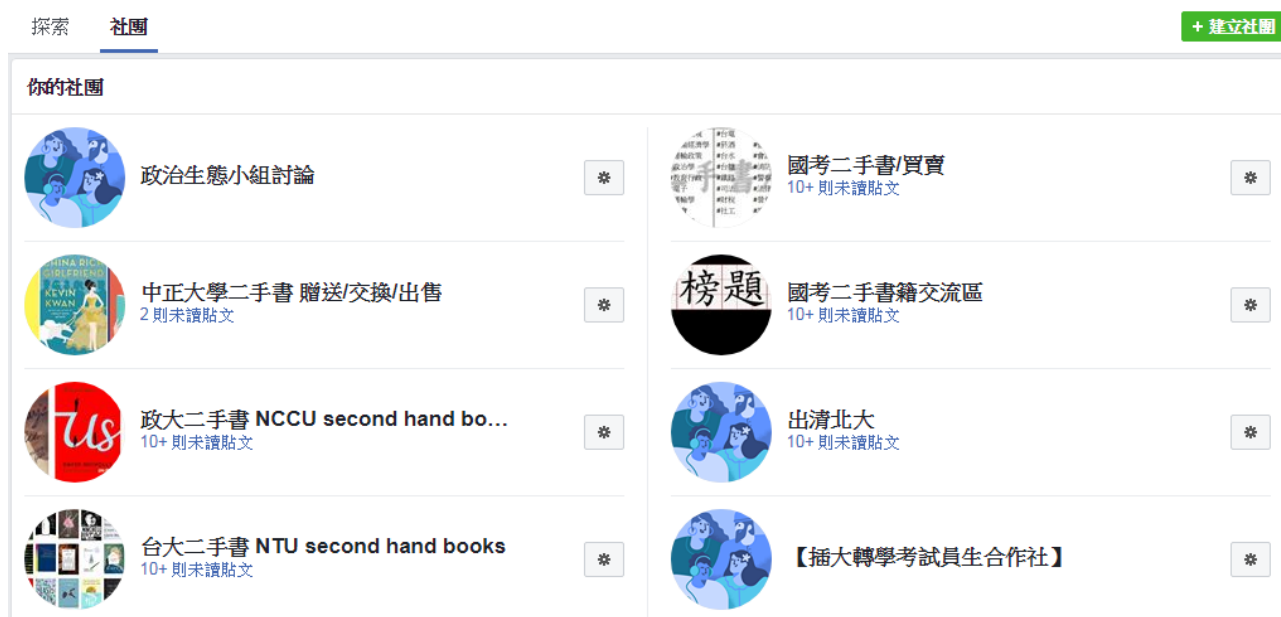 探索
社團
+ 建立社團
你的社團
政治生態小組討論
中正大學二手書 贈送/交換/出售
2 則未讀貼文
政大二手書 NCCU second hand bo...
10+ 則未讀貼文
台大二手書 NTU second hand books
10+ 則未讀貼文
國考二手書/買賣
10+ 則未讀貼文
國考二手書籍交流區
10+ 則未讀貼文
出清北大
10+ 則未讀貼文
【插大轉學考試員生合作社】
CHINA RICH
GIRLFRIEND
KEVIN
KWAN
Us
手書
榜題